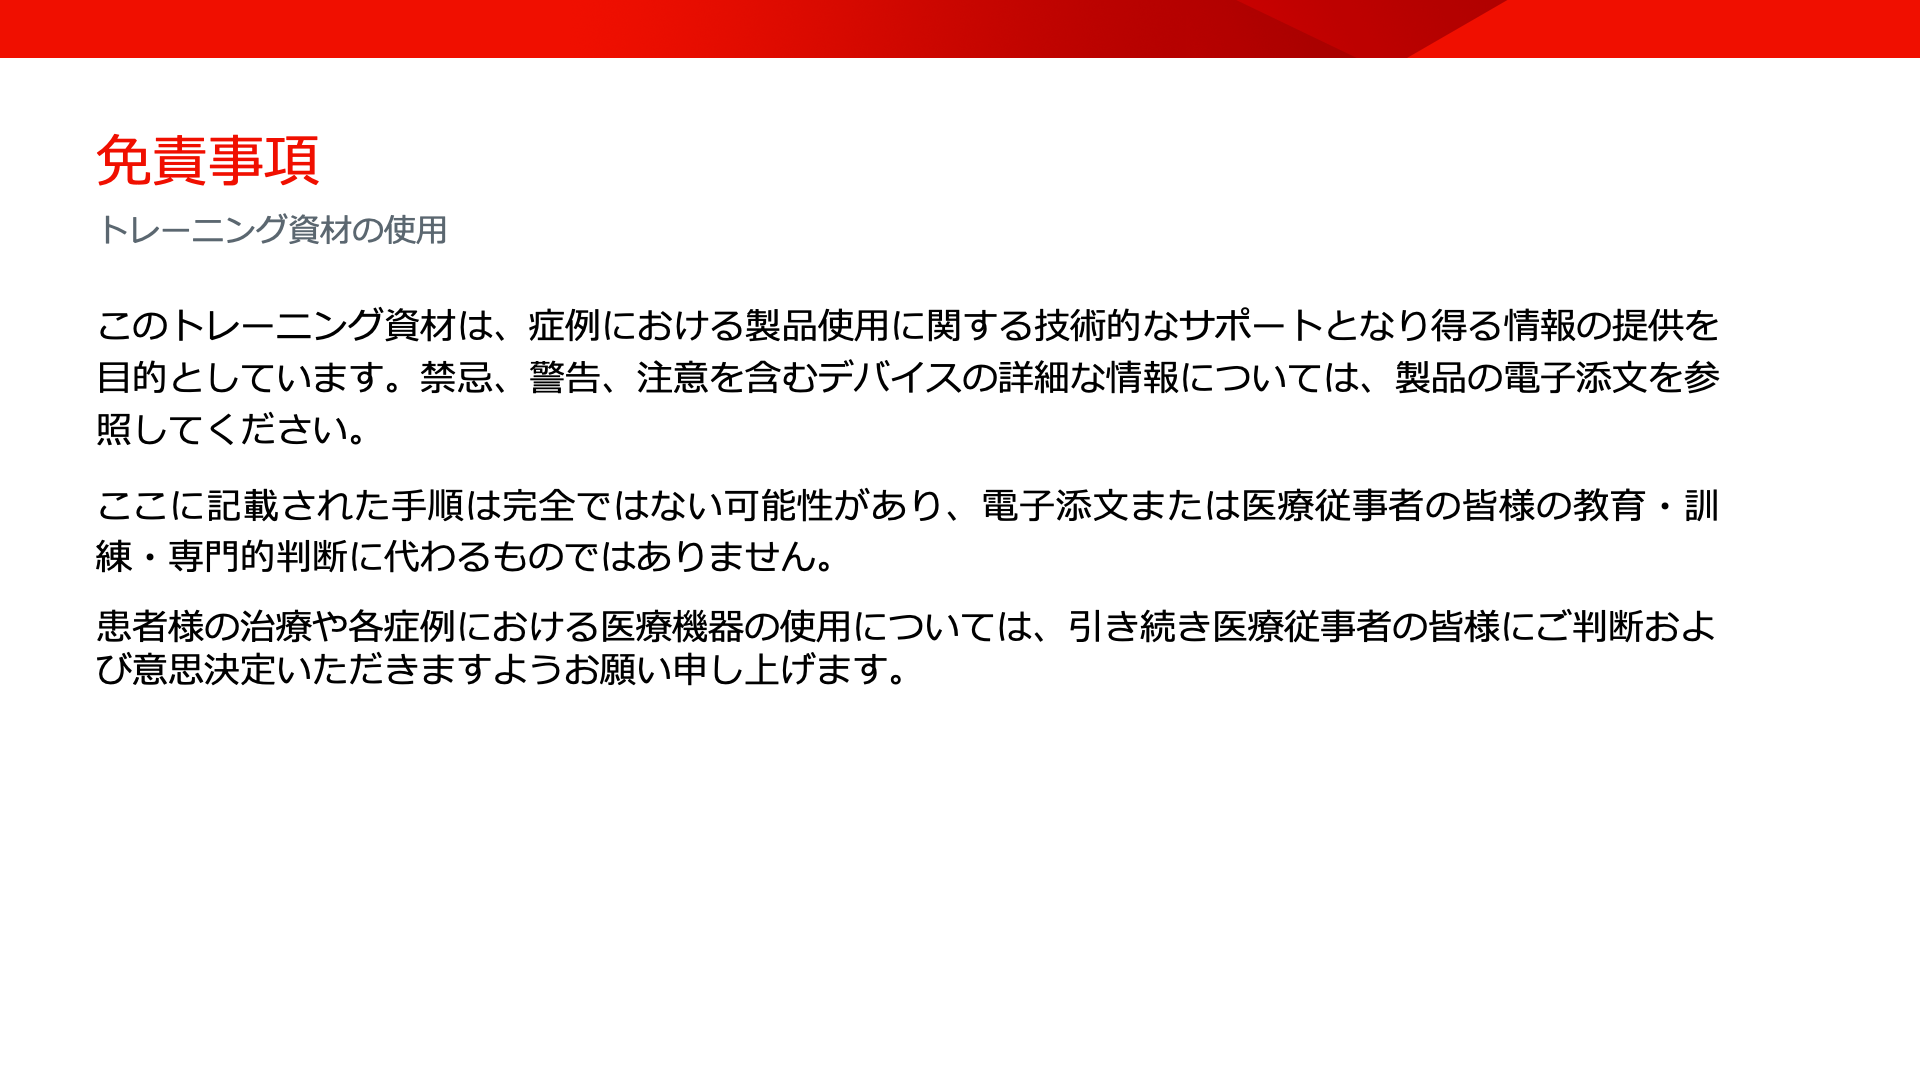 免責事項
トレーニング資材の使用
このトレーニング資材は、症例における製品使用に関する技術的なサポートとなり得る情報の提供を
目的としています。禁忌、警告、注意を含むデバイスの詳細な情報については、製品の電子添文を参
照してください。
ここに記載された手順は完全ではない可能性があり、電子添文または医療従事者の皆様の教育・訓
練・専門的判断に代わるものではありません。
患者様の治療や各症例における医療機器の使用については、引き続き医療従事者の皆様にご判断およ
び意思決定いただきますようお願い申し上げます。